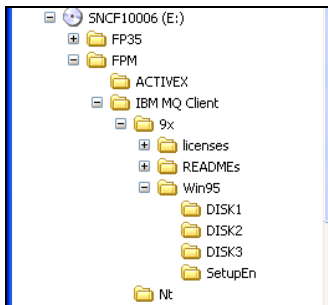 SNCF10006 (E:)
FP35
FPM
ACTIVEX
IBM MQ Client
9x
licenses
READMEs
Win95
DISK1
DISK2
DISK3
SetupEn
Nt